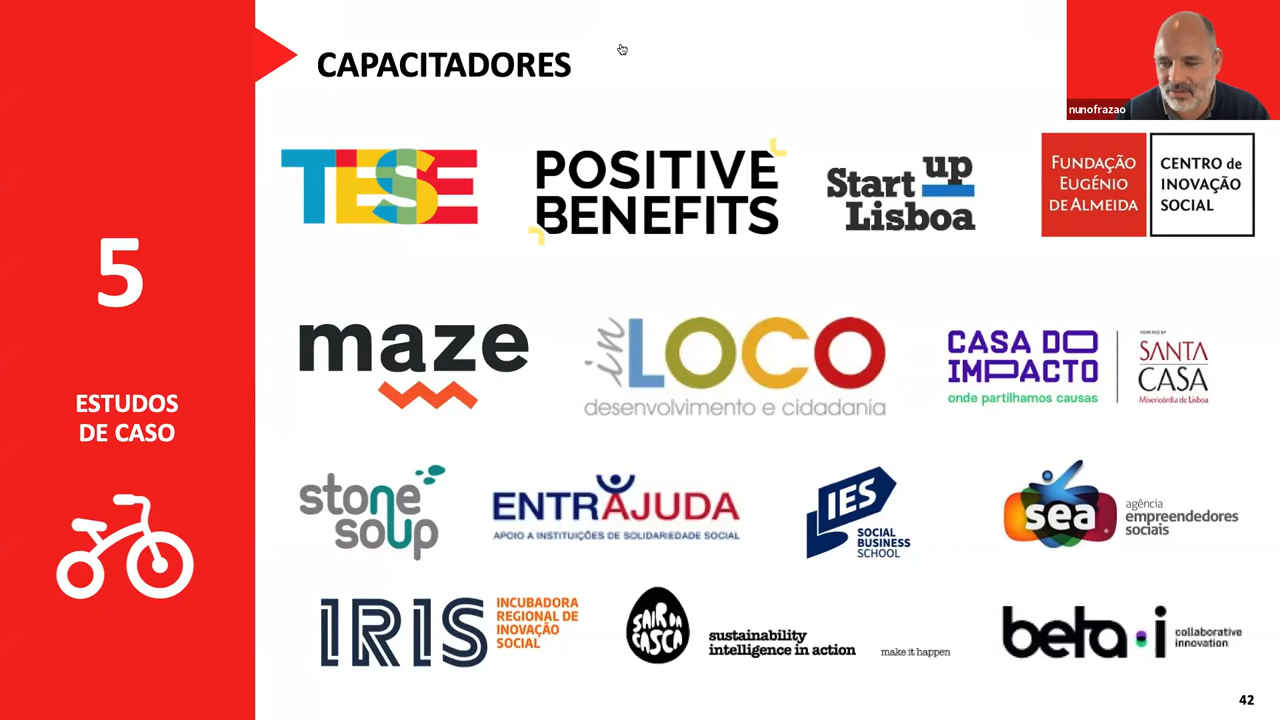 CAPACITADORES
nunofrazao
5
ESTUDOS
DE CASO
TESE
POSITIVE
BENEFITS
Start up
Lisboa
FUNDAÇÃO
EUGÉNIO
DE ALMEIDA
CENTRO de
INOVAÇÃO
SOCIAL
maze
in LOCO
desenvolvimento e cidadania
CASA DO
IMPACTO
onde partilhamos causas
POWERED BY
SANTA
CASA
Misericórdia de Lisboa
stone
soup
ENTRAJUDA
APOIO A INSTITUIÇÕES DE SOLIDARIEDADE SOCIAL
IES
SOCIAL
BUSINESS
SCHOOL
sea
agência
empreendedores
sociais
IRIS
INCUBADORA
REGIONAL DE
INOVAÇÃO
SOCIAL
SAIR DA
CASCA
sustainability
intelligence in action
make it happen
beta-i
collaborative
innovation
42